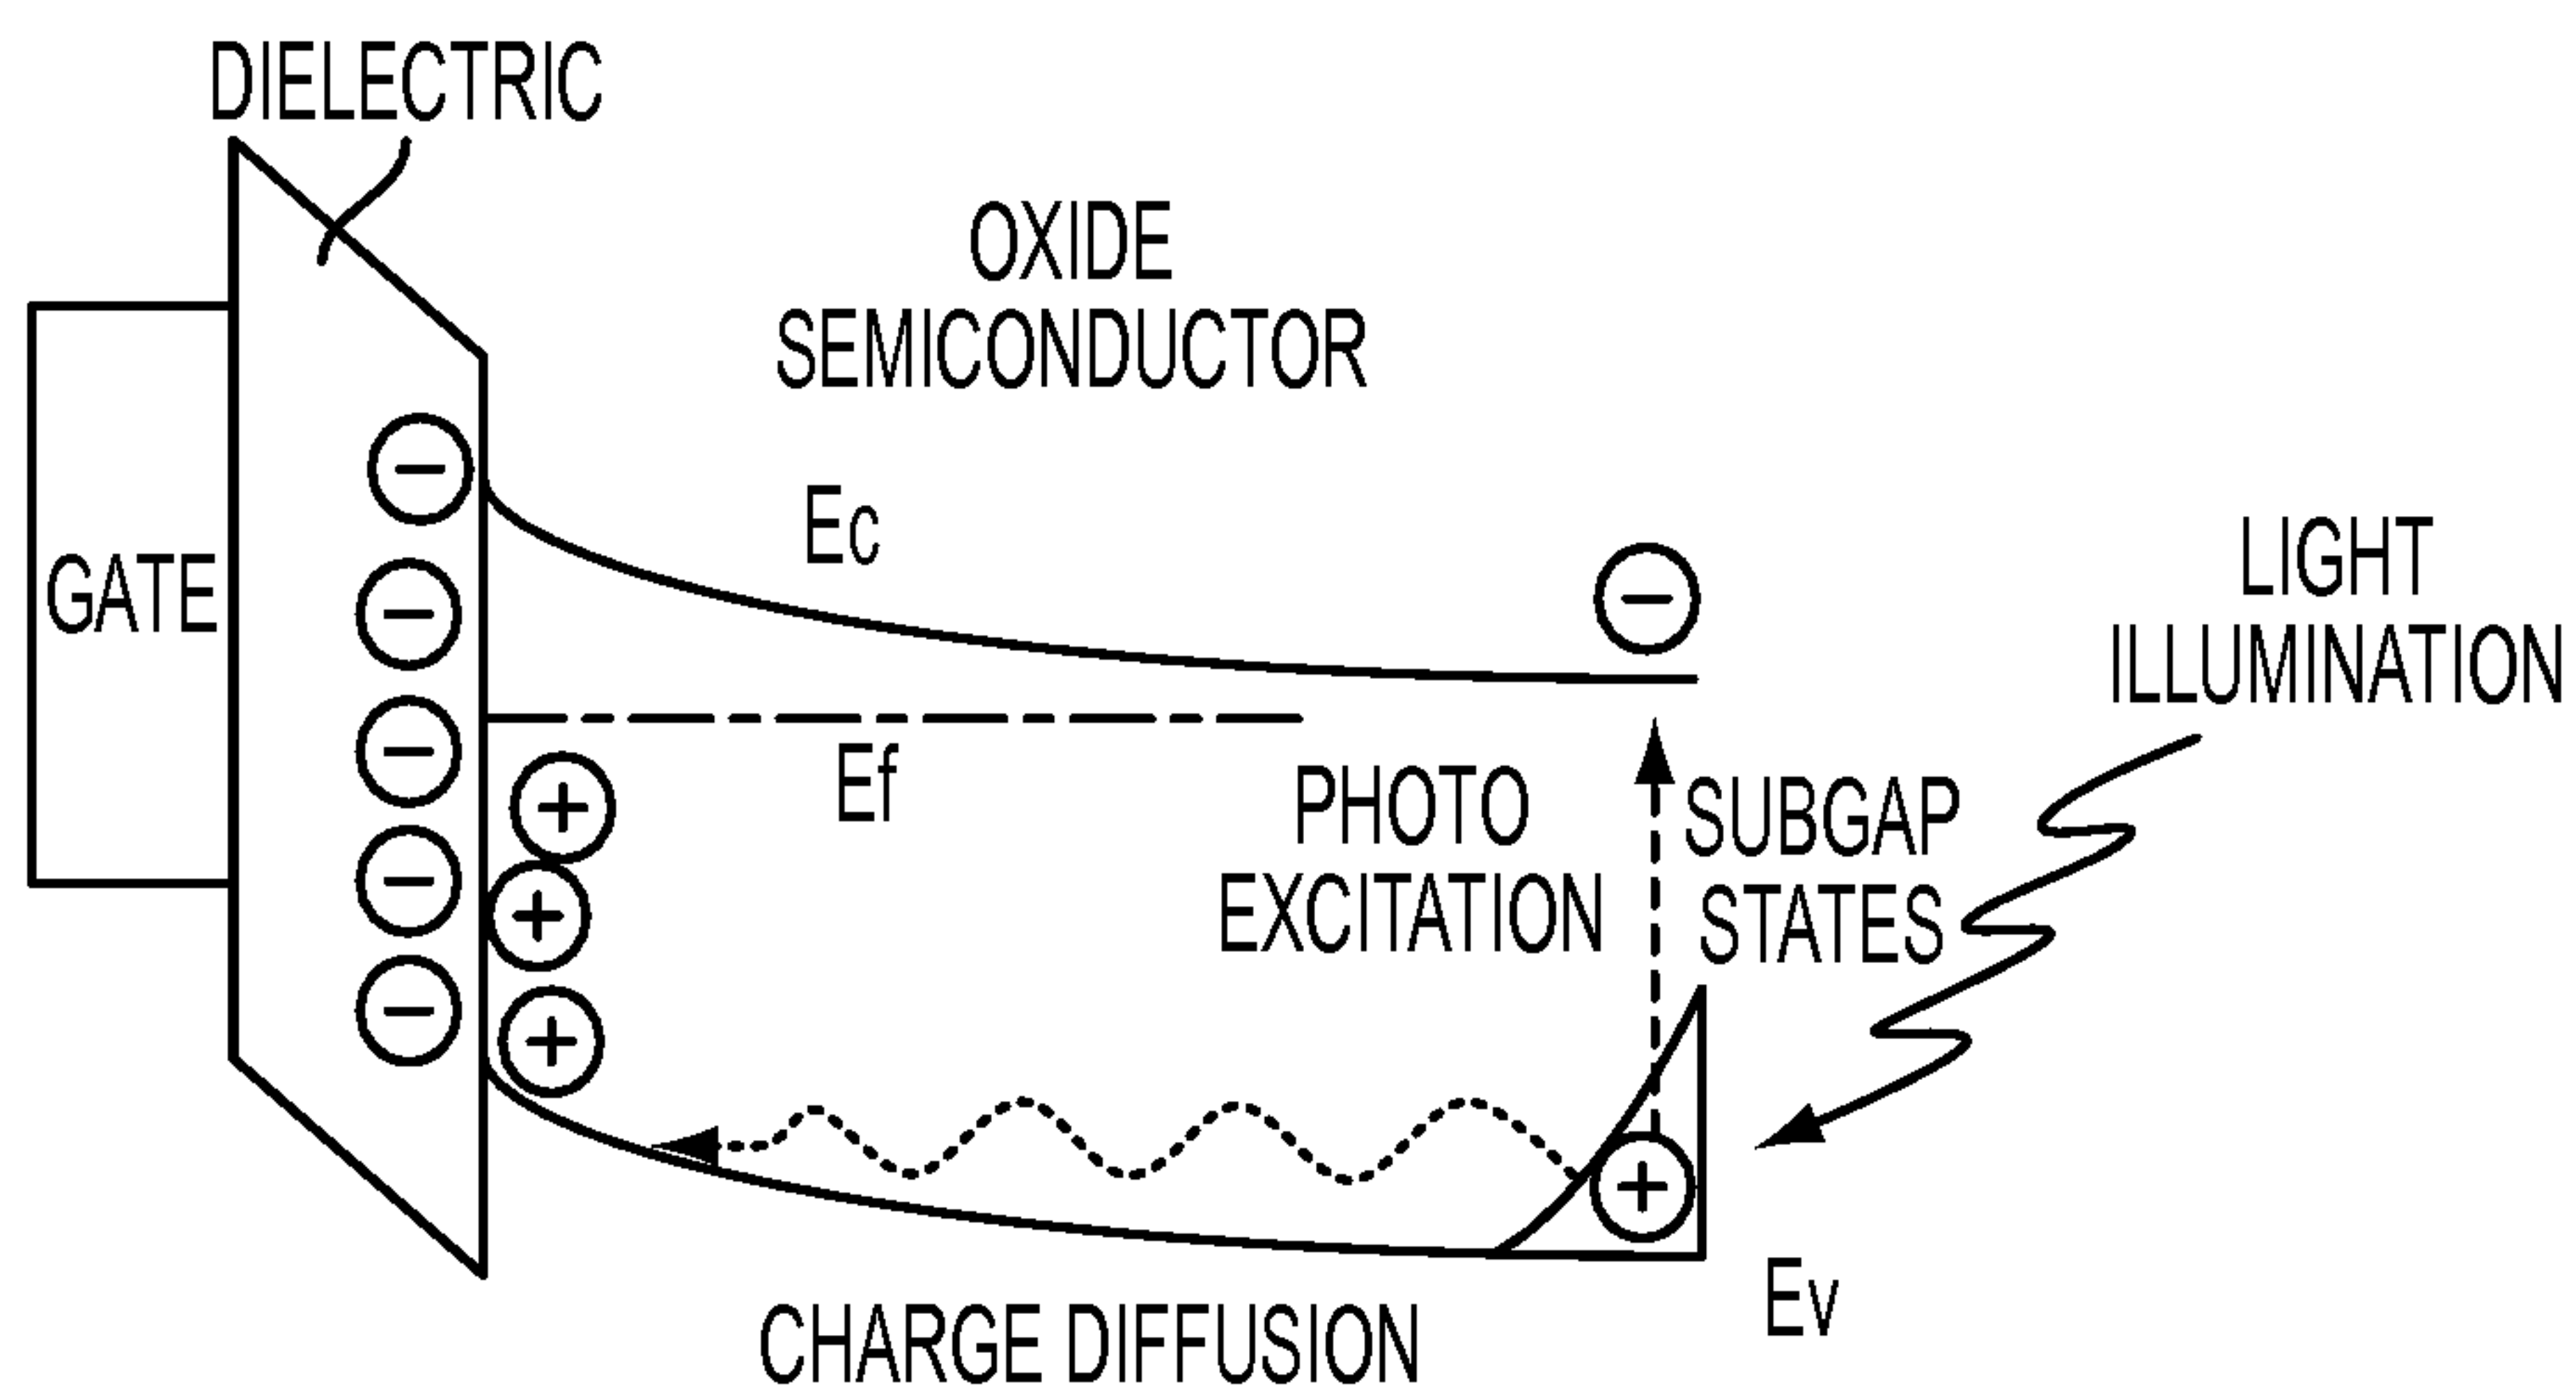 DIELECTRIC
OXIDE
SEMICONDUCTOR
GATE
Ec
Ef
PHOTO
EXCITATION
SUBGAP
STATES
LIGHT
ILLUMINATION
Ev
CHARGE DIFFUSION